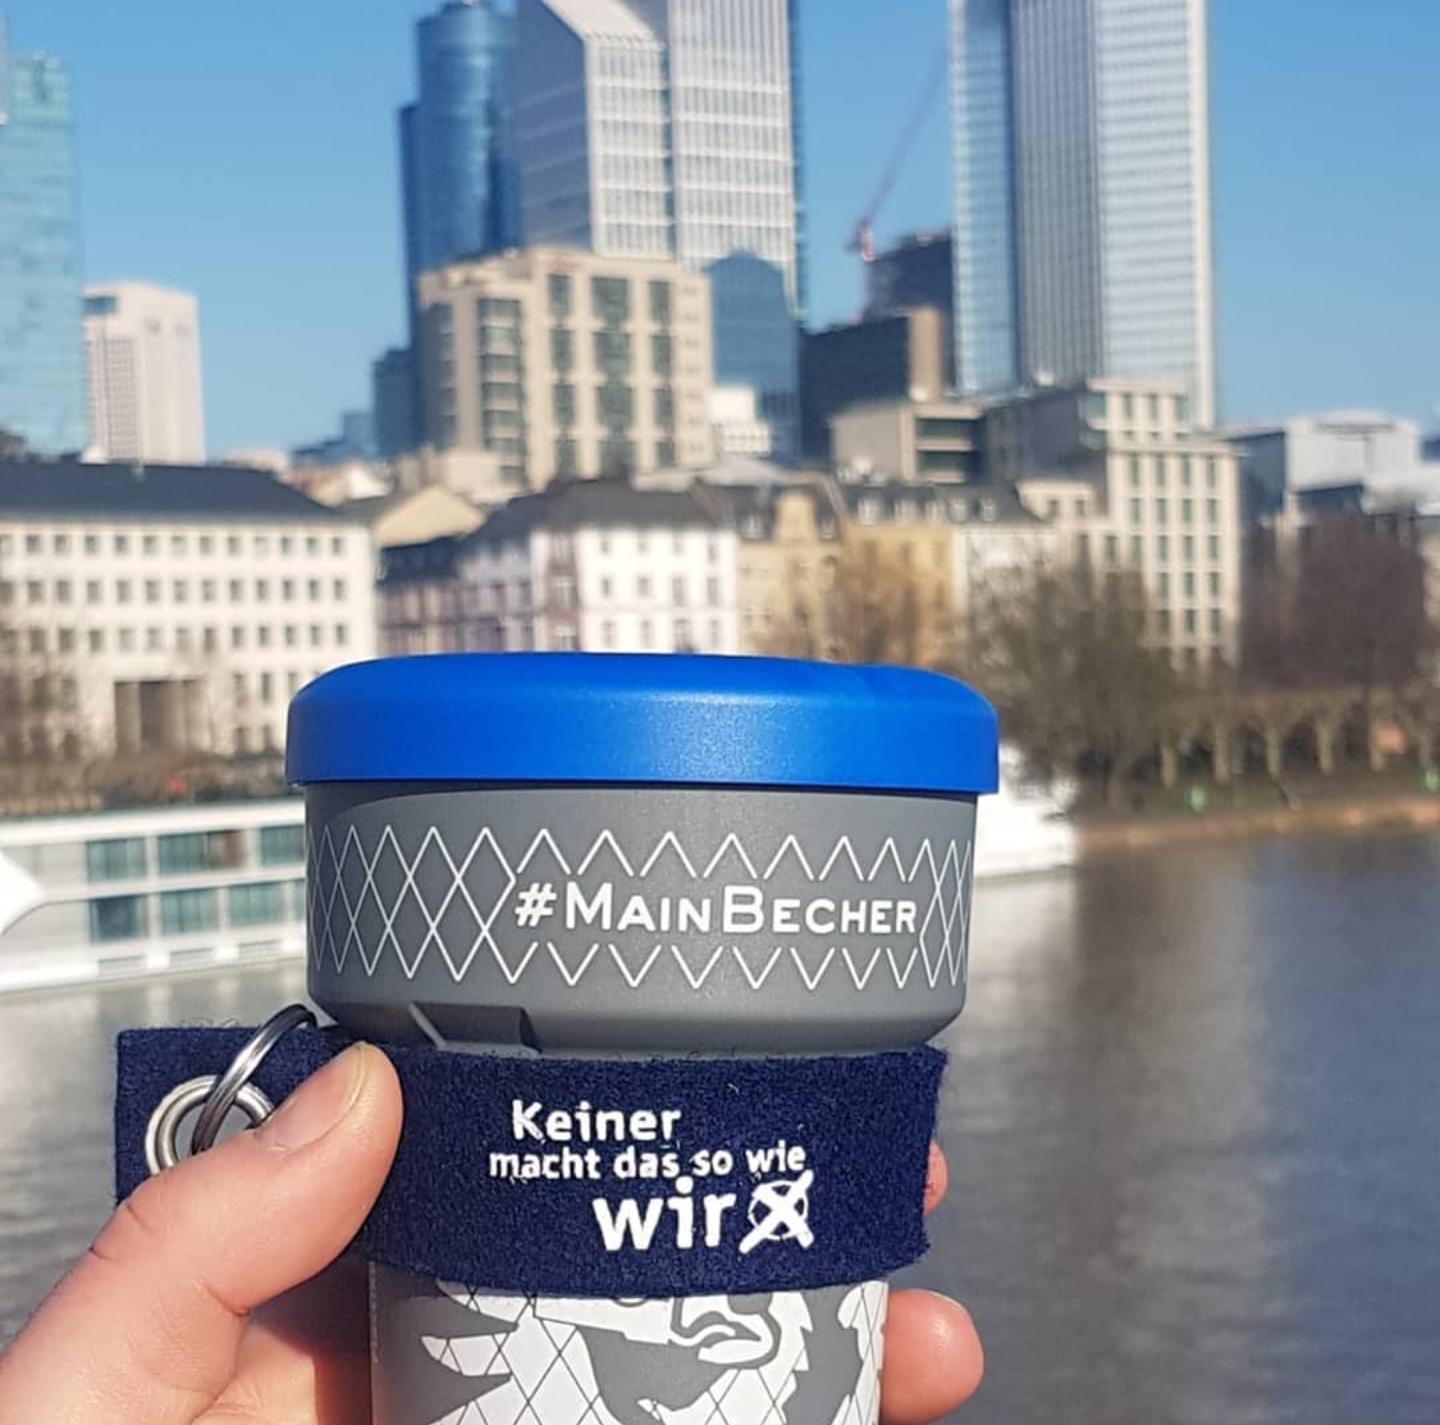 #MAINBECHER
Keiner
macht das so wie
wir